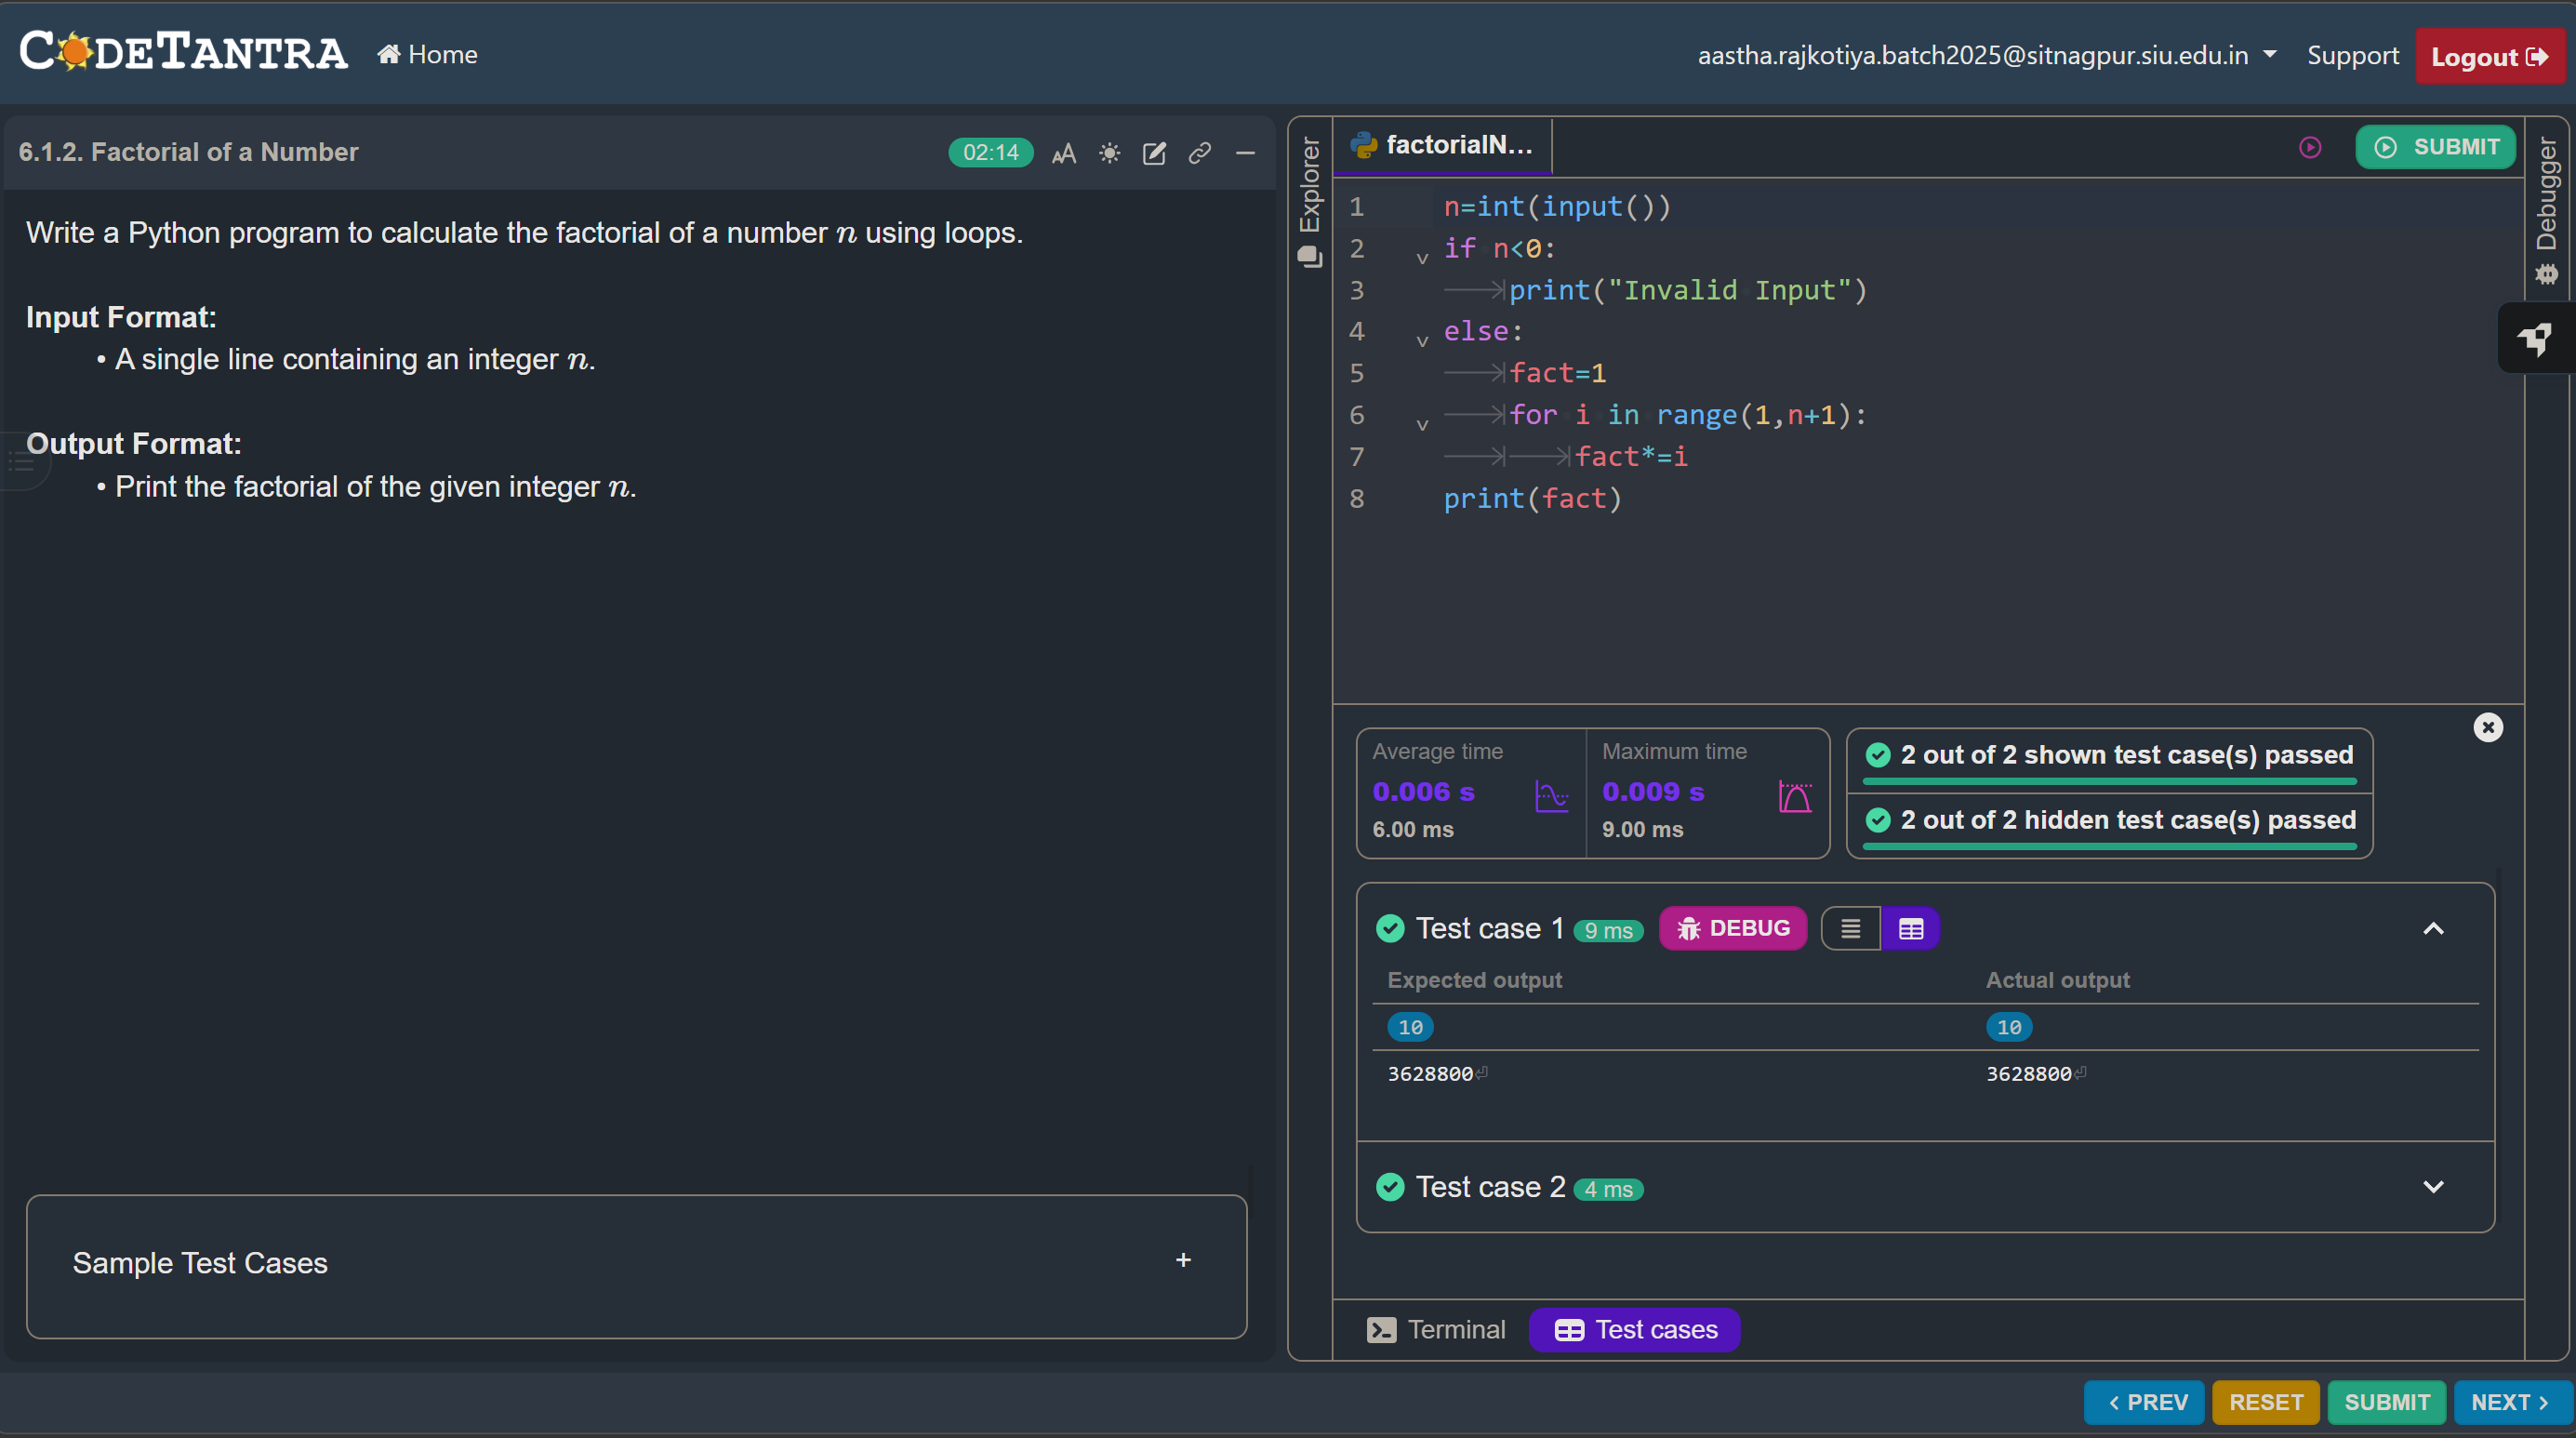 CODETANTRA Home aastha.rajkotiya.batch2025@sitnagpur.siu.edu.in Support Logout
6.1.2. Factorial of a Number 02:14
Write a Python program to calculate the factorial of a number n using loops.
Input Format:
• A single line containing an integer n.
Output Format:
• Print the factorial of the given integer n.
Sample Test Cases +
Explorer
factorialN... SUBMIT
Debugger
1 n=int(input())
2 if n<0:
3 print("Invalid Input")
4 else:
5 fact=1
6 for i in range(1,n+1):
7 fact*=i
8 print(fact)
Average time
0.006 s
6.00 ms
Maximum time
0.009 s
9.00 ms
2 out of 2 shown test case(s) passed
2 out of 2 hidden test case(s) passed
Test case 1 9 ms DEBUG
Expected output Actual output
10 10
3628800 3628800
Test case 2 4 ms
Terminal Test cases
< PREV RESET SUBMIT NEXT >